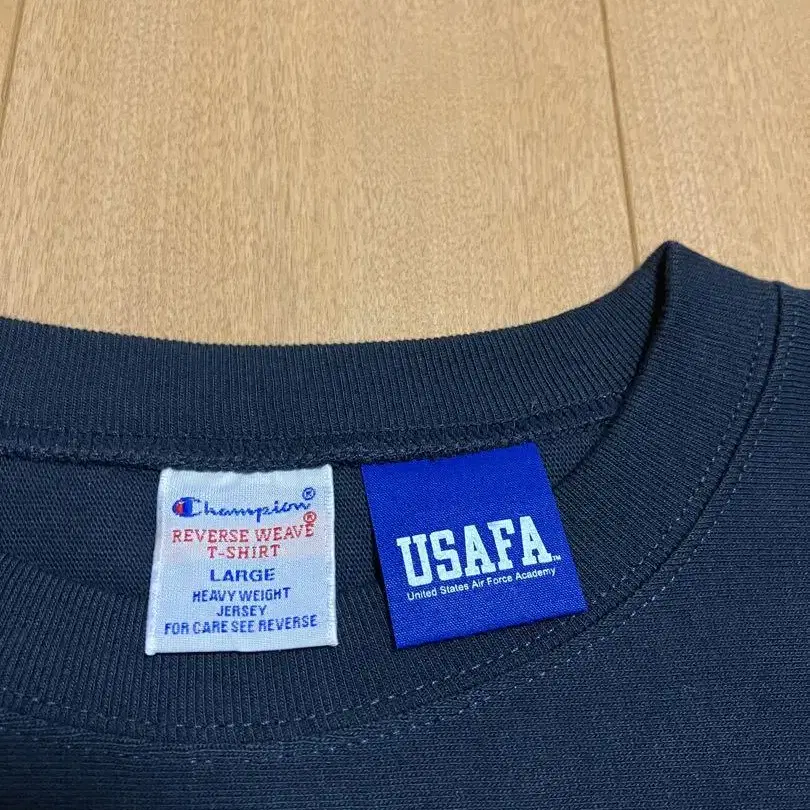 Champion®
REVERSE WEAVE®
T-SHIRT
LARGE
HEAVY WEIGHT
JERSEY
FOR CARE SEE REVERSE
USAFA™
United States Air Force Academy